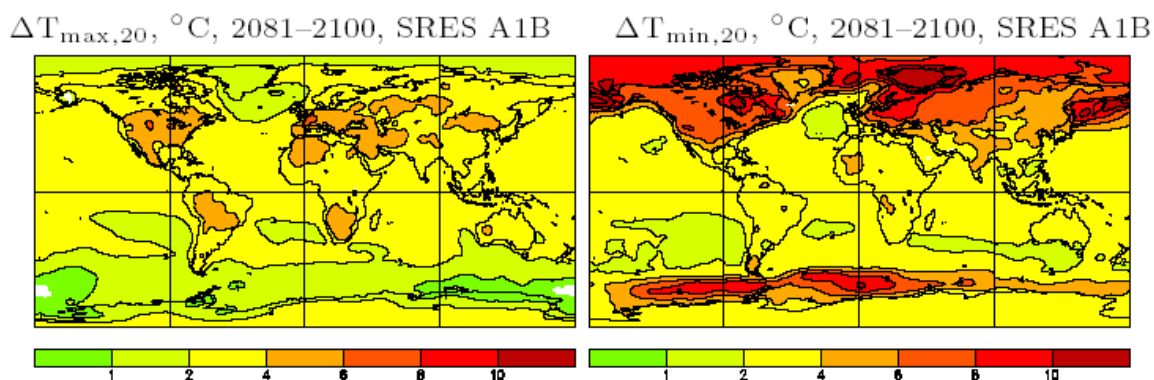 ΔTmax,20, °C, 2081–2100, SRES A1B
ΔTmin,20, °C, 2081–2100, SRES A1B
1 2 4 6 8 10
1 2 4 6 8 10